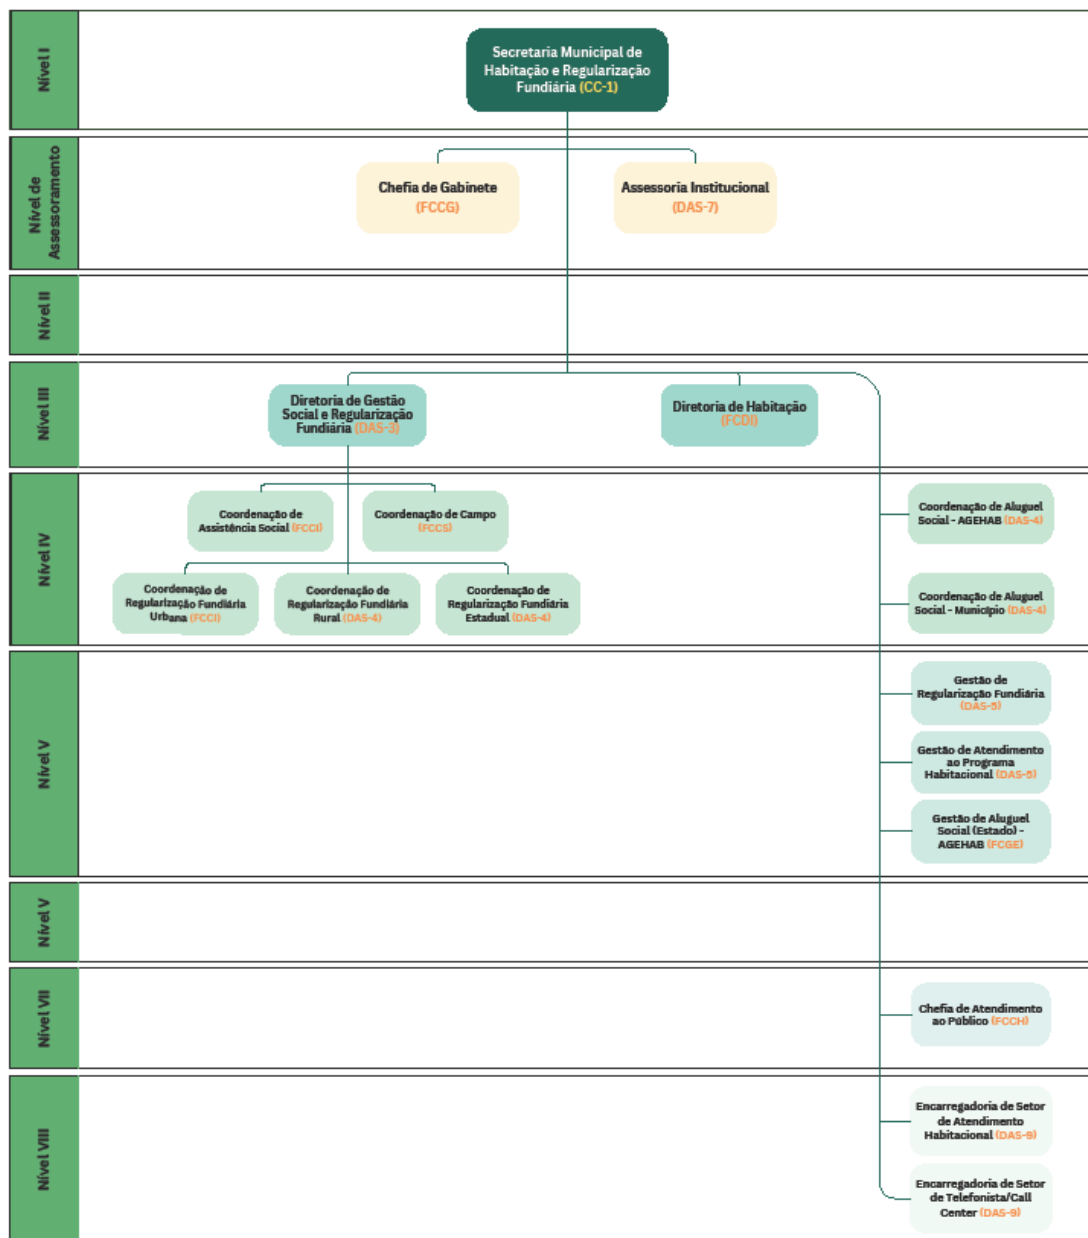 Nível I
Secretaria Municipal de
Habitação e Regularização
Fundiária (CC-1)
Nível de
Assessoramento
Chefia de Gabinete
(FCCG)
Assessoria Institucional
(DAS-7)
Nível II
Nível III
Diretoria de Gestão
Social e Regularização
Fundiária (DAS-3)
Diretoria de Habitação
(FCDI)
Nível IV
Coordenação de
Assistência Social (FCCI)
Coordenação de Campo
(FCCS)
Coordenação de Aluguel
Social - AGEHAB (DAS-4)
Coordenação de
Regularização Fundiária
Urbana (FCCI)
Coordenação de
Regularização Fundiária
Rural (DAS-4)
Coordenação de
Regularização Fundiária
Estadual (DAS-4)
Coordenação de Aluguel
Social - Município (DAS-4)
Nível V
Gestão de
Regularização Fundiária
(DAS-5)
Gestão de Atendimento
ao Programa
Habitacional (DAS-5)
Gestão de Aluguel
Social (Estado) -
AGEHAB (FCGE)
Nível V
Nível VII
Chefia de Atendimento
ao Público (FCCH)
Nível VIII
Encarregadoria de Setor
de Atendimento
Habitacional (DAS-9)
Encarregadoria de Setor
de Telefonista/Call
Center (DAS-9)